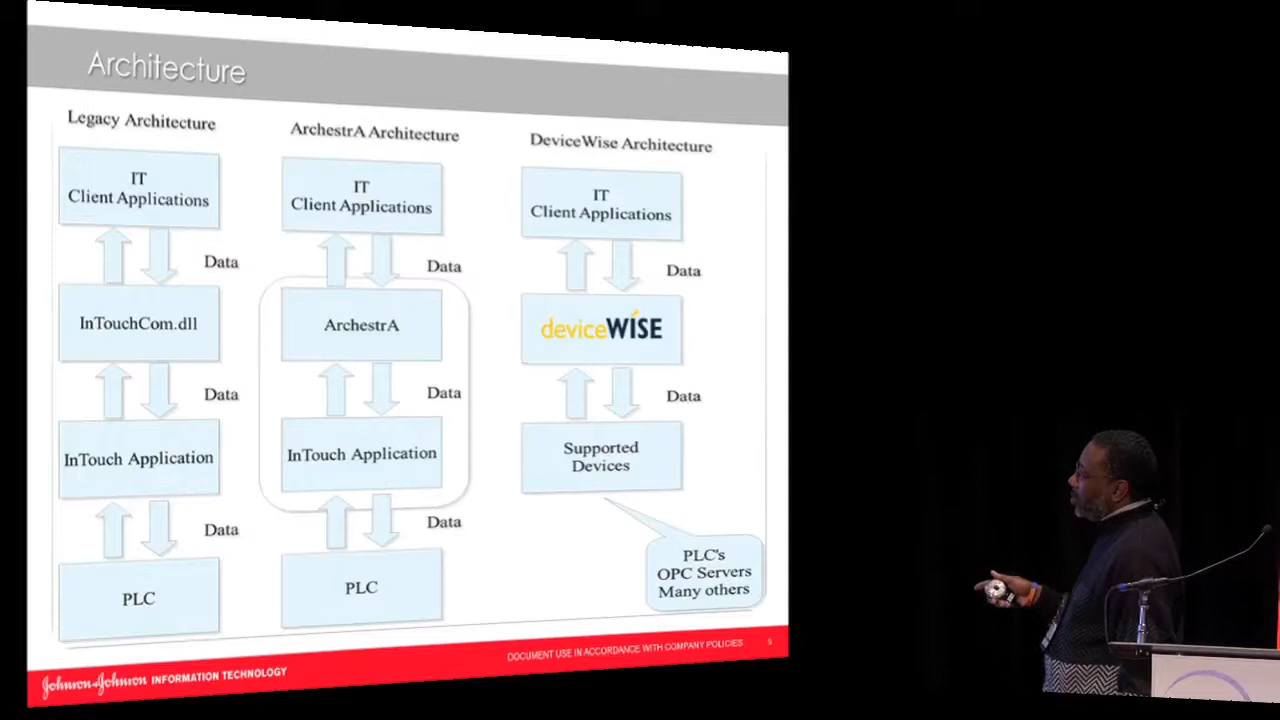 Architecture
Legacy Architecture
IT
Client Applications
Data
InTouchCom.dll
Data
InTouch Application
Data
PLC
ArchestrA Architecture
IT
Client Applications
Data
ArchestrA
Data
InTouch Application
Data
PLC
DeviceWise Architecture
IT
Client Applications
Data
deviceWISE
Data
Supported
Devices
PLC's
OPC Servers
Many others
Johnson+Johnson INFORMATION TECHNOLOGY
DOCUMENT USE IN ACCORDANCE WITH COMPANY POLICIES